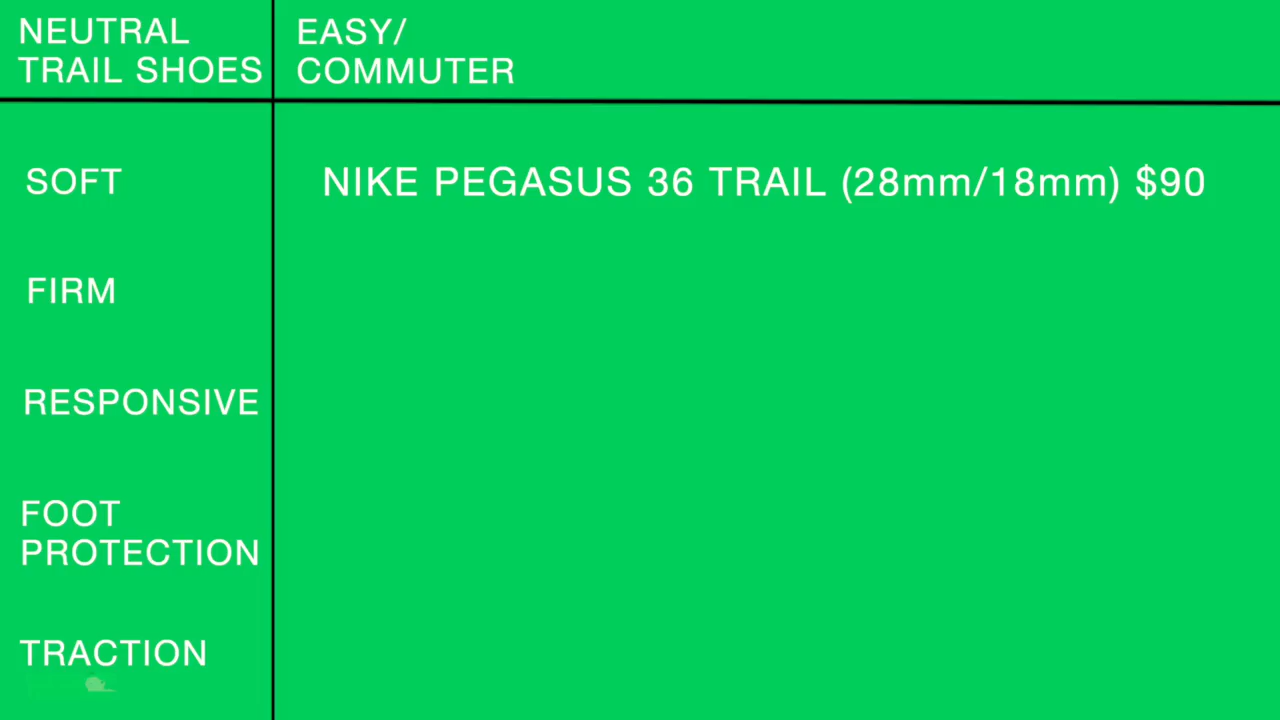 NEUTRAL
TRAIL SHOES
EASY/
COMMUTER
SOFT
NIKE PEGASUS 36 TRAIL (28mm/18mm) $90
FIRM
RESPONSIVE
FOOT
PROTECTION
TRACTION